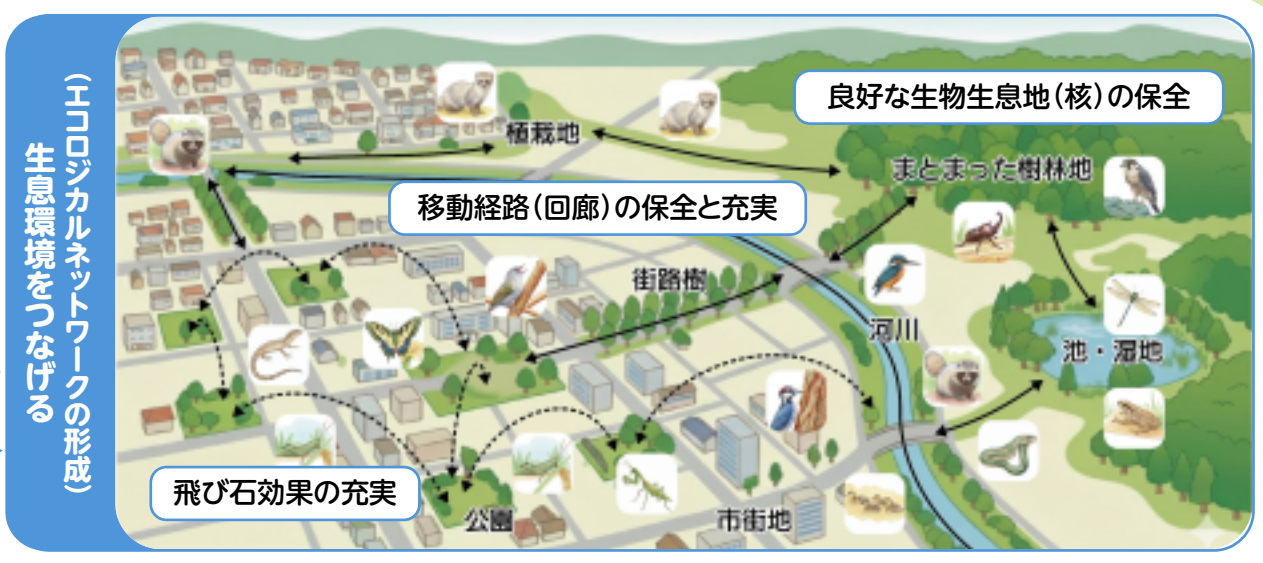 生息環境をつなげる
（エコロジカルネットワークの形成）
良好な生物生息地（核）の保全
植栽地
まとまった樹林地
移動経路（回廊）の保全と充実
街路樹
河川
池・湿地
飛び石効果の充実
公園
市街地